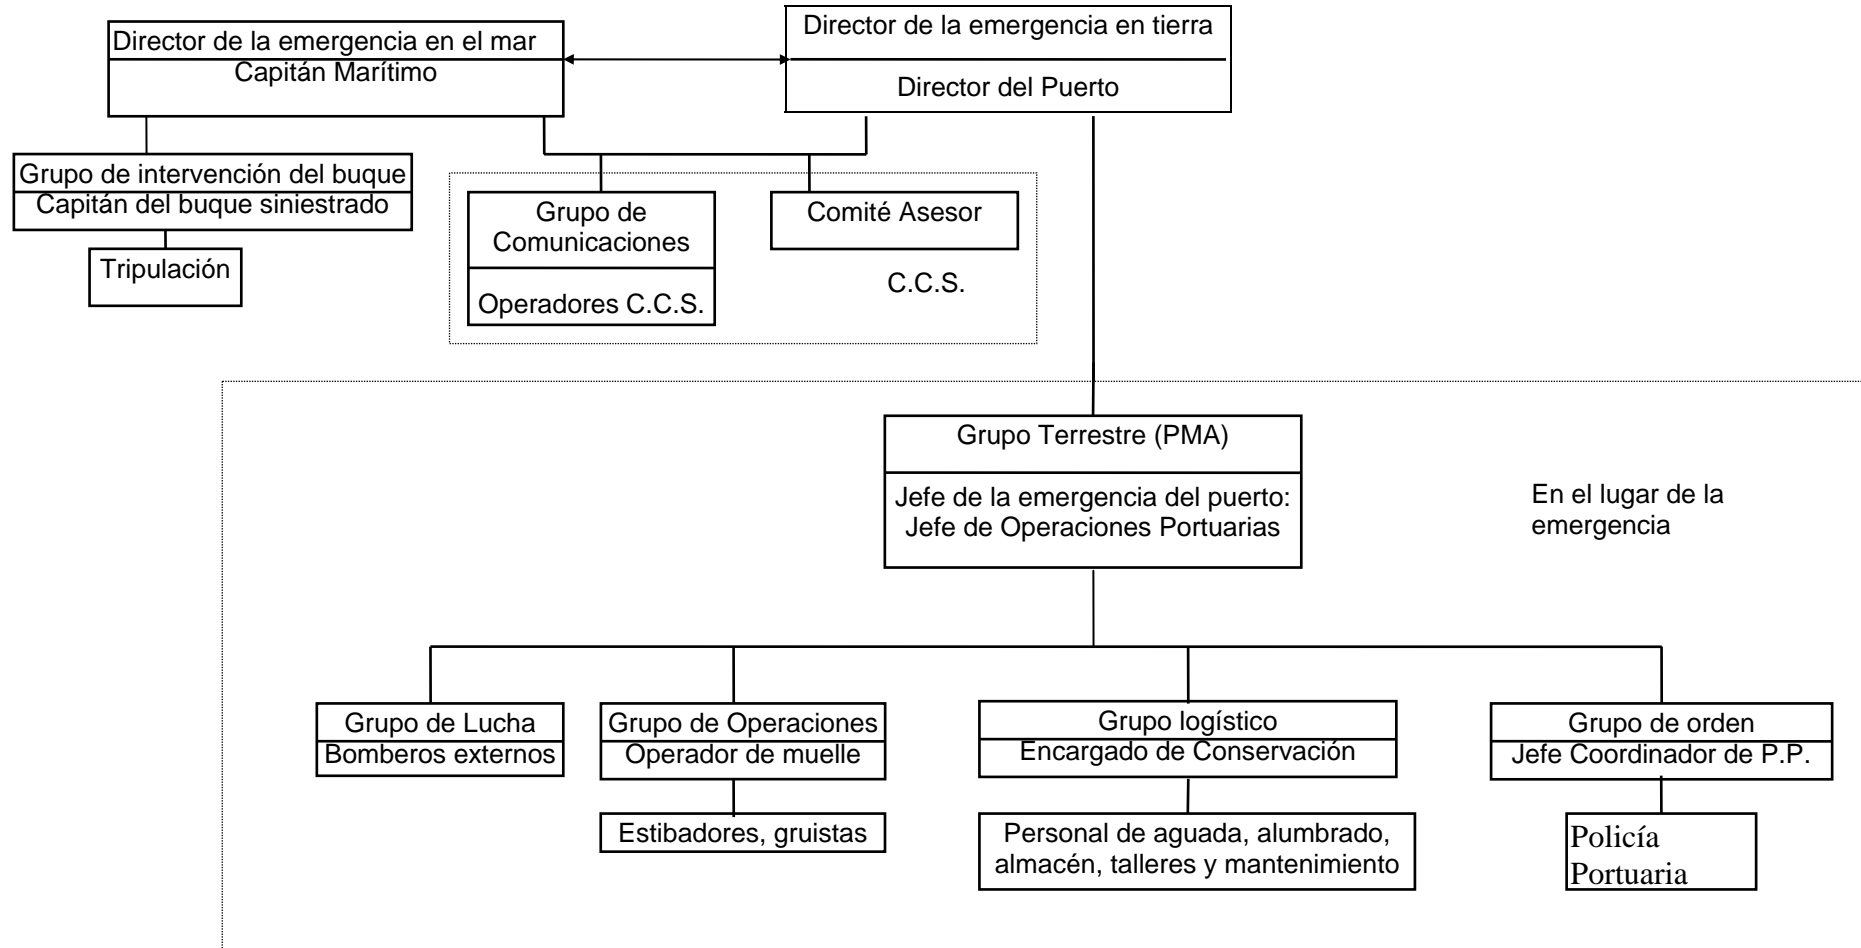 Director de la emergencia en el mar
Capitán Marítimo
Director de la emergencia en tierra
Director del Puerto
Grupo de intervención del buque
Capitán del buque siniestrado
Tripulación
Grupo de
Comunicaciones
Operadores C.C.S.
Comité Asesor
C.C.S.
Grupo Terrestre (PMA)
Jefe de la emergencia del puerto:
Jefe de Operaciones Portuarias
En el lugar de la
emergencia
Grupo de Lucha
Bomberos externos
Grupo de Operaciones
Operador de muelle
Estibadores, gruistas
Grupo logístico
Encargado de Conservación
Personal de aguada, alumbrado,
almacén, talleres y mantenimiento
Grupo de orden
Jefe Coordinador de P.P.
Policía
Portuaria